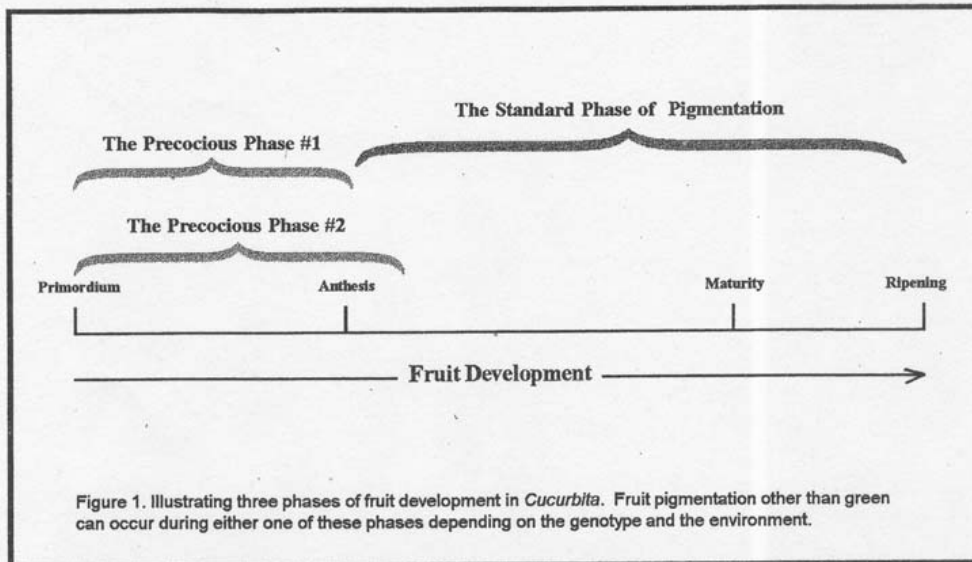 The Standard Phase of Pigmentation
The Precocious Phase #1
The Precocious Phase #2
Primordium Anthesis Maturity Ripening
Fruit Development
Figure 1. Illustrating three phases of fruit development in Cucurbita. Fruit pigmentation other than green
can occur during either one of these phases depending on the genotype and the environment.